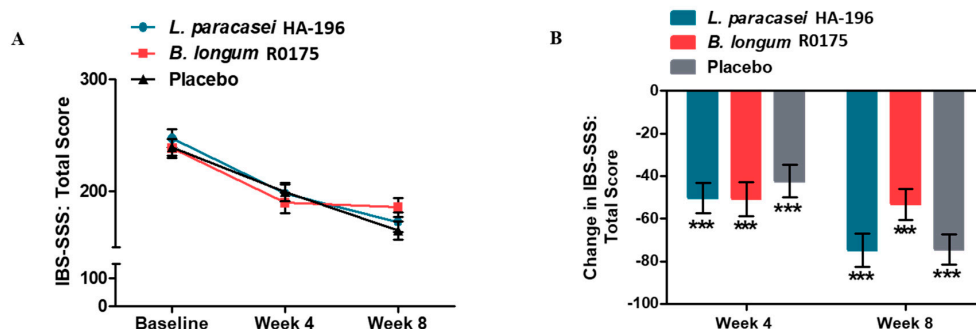 A
L. paracasei HA-196
B. longum R0175
Placebo
IBS-SSS: Total Score
300
200
100
0
Baseline
Week 4
Week 8
B
L. paracasei HA-196
B. longum R0175
Placebo
Change in IBS-SSS:
Total Score
0
-20
-40
-60
-80
-100
***
***
***
***
***
***
Week 4
Week 8